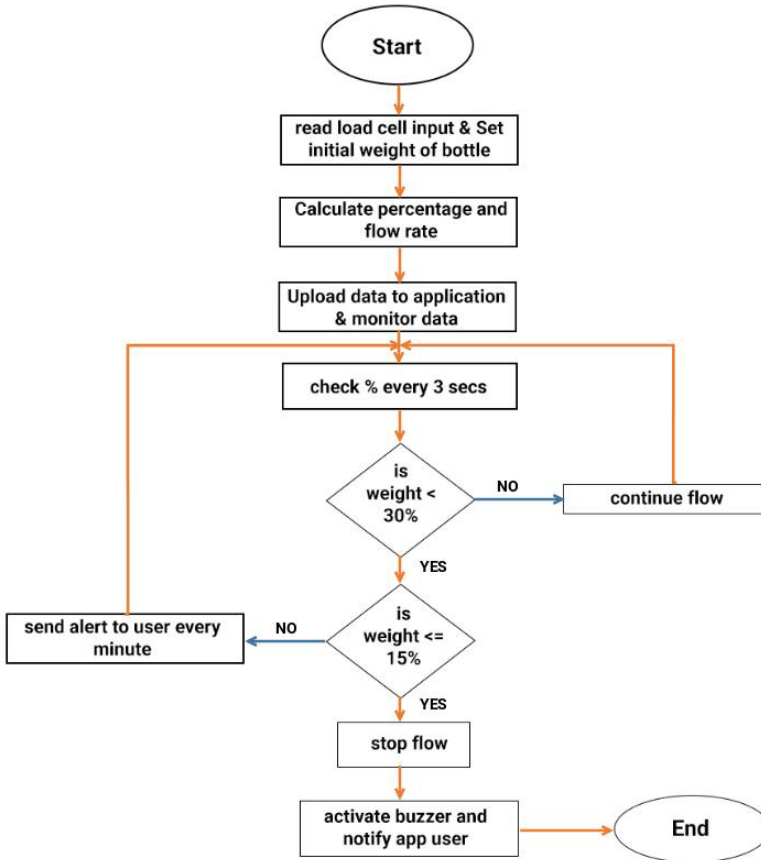 Start
read load cell input & Set
initial weight of bottle
Calculate percentage and
flow rate
Upload data to application
& monitor data
check % every 3 secs
is
weight <
30%
NO
continue flow
YES
is
weight <=
15%
NO
send alert to user every
minute
YES
stop flow
activate buzzer and
notify app user
End